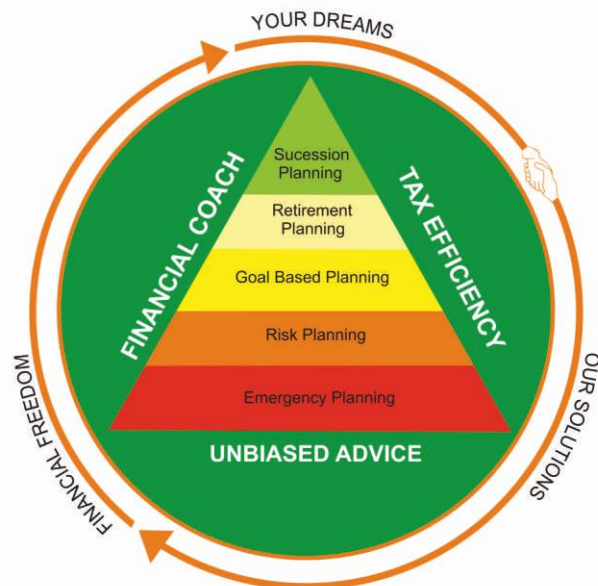 YOUR DREAMS
FINANCIAL COACH
TAX EFFICIENCY
Sucession
Planning
Retirement
Planning
Goal Based Planning
Risk Planning
Emergency Planning
UNBIASED ADVICE
FINANCIAL FREEDOM
OUR SOLUTIONS